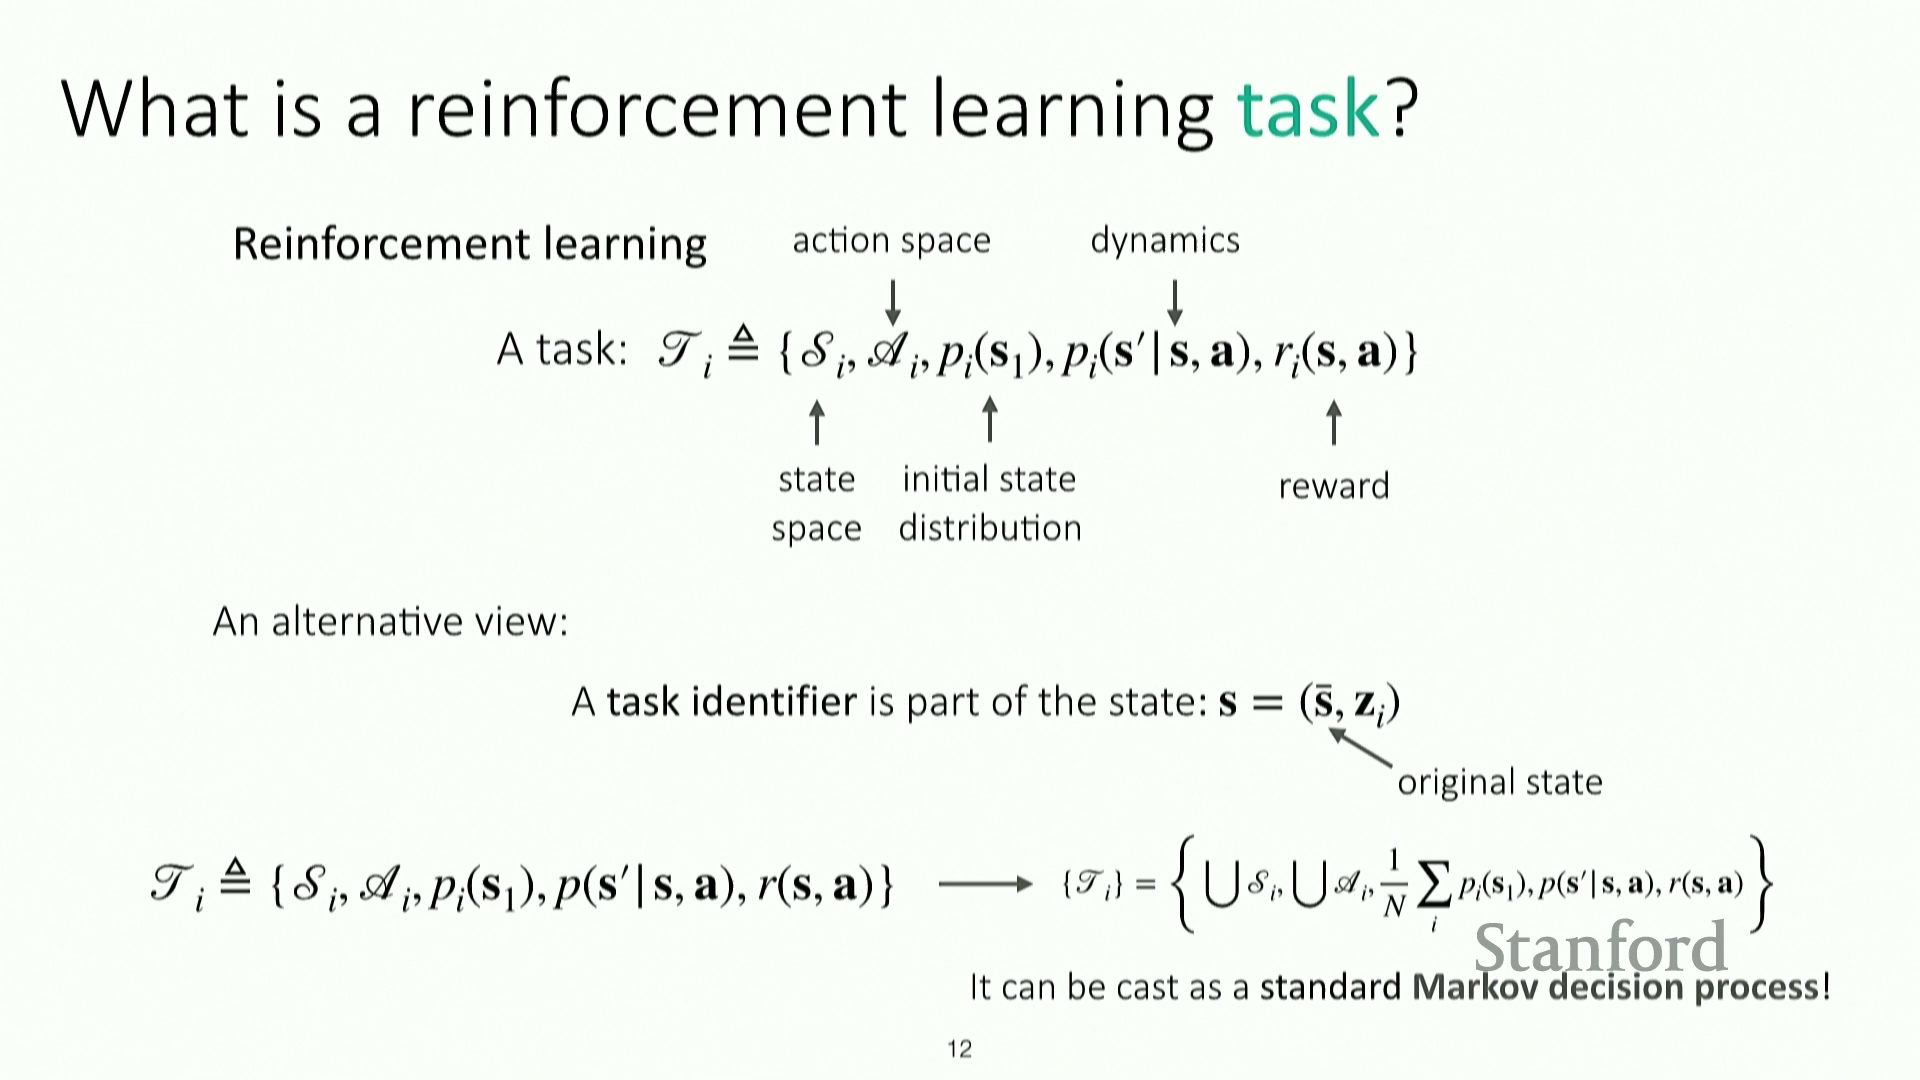 What is a reinforcement learning task?
Reinforcement learning
action space
dynamics
A task: 𝒯ᵢ ≜ {𝒮ᵢ, 𝒜ᵢ, pᵢ(s₁), pᵢ(s′|s, a), rᵢ(s, a)}
state space
initial state distribution
reward
An alternative view:
A task identifier is part of the state: s = (s̄, zᵢ)
original state
𝒯ᵢ ≜ {𝒮ᵢ, 𝒜ᵢ, pᵢ(s₁), p(s′|s, a), r(s, a)} ⟶ {𝒯ᵢ} = {⋃𝒮ᵢ, ⋃𝒜ᵢ, 1/N ∑ᵢ pᵢ(s₁), p(s′|s, a), r(s, a)}
Stanford
It can be cast as a standard Markov decision process!
12